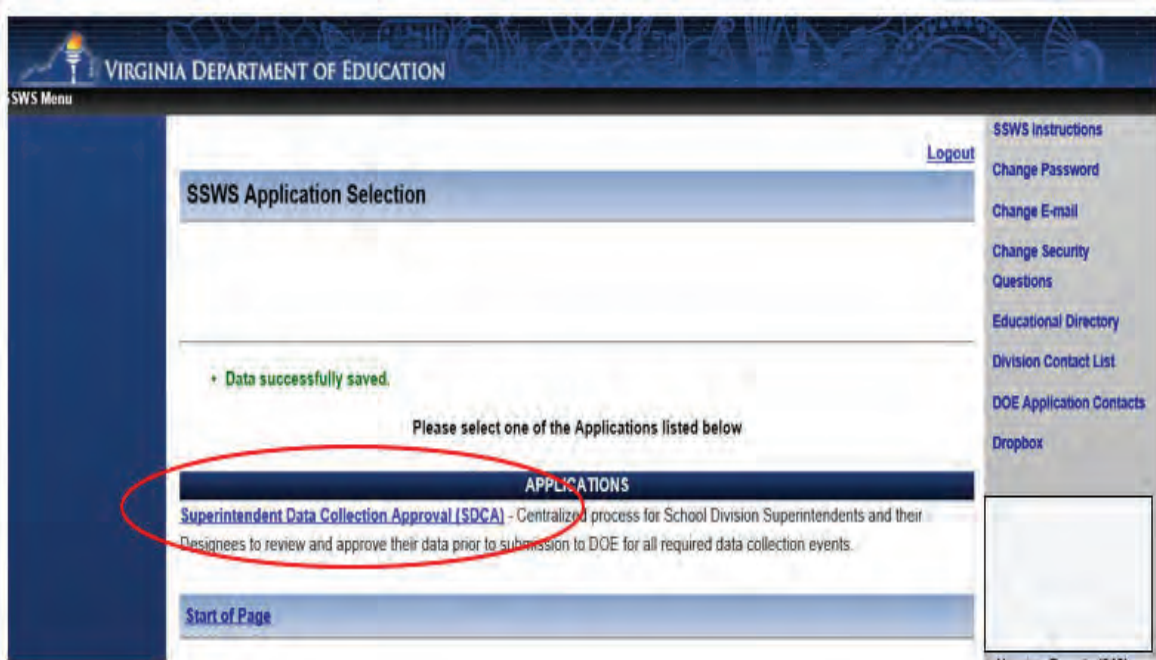 VIRGINIA DEPARTMENT OF EDUCATION
SSWS Menu
Logout
SSWS Application Selection
• Data successfully saved.
Please select one of the Applications listed below
APPLICATIONS
Superintendent Data Collection Approval (SDCA) - Centralized process for School Division Superintendents and their
Designees to review and approve their data prior to submission to DOE for all required data collection events.
Start of Page
SSWS Instructions
Change Password
Change E-mail
Change Security
Questions
Educational Directory
Division Contact List
DOE Application Contacts
Dropbox